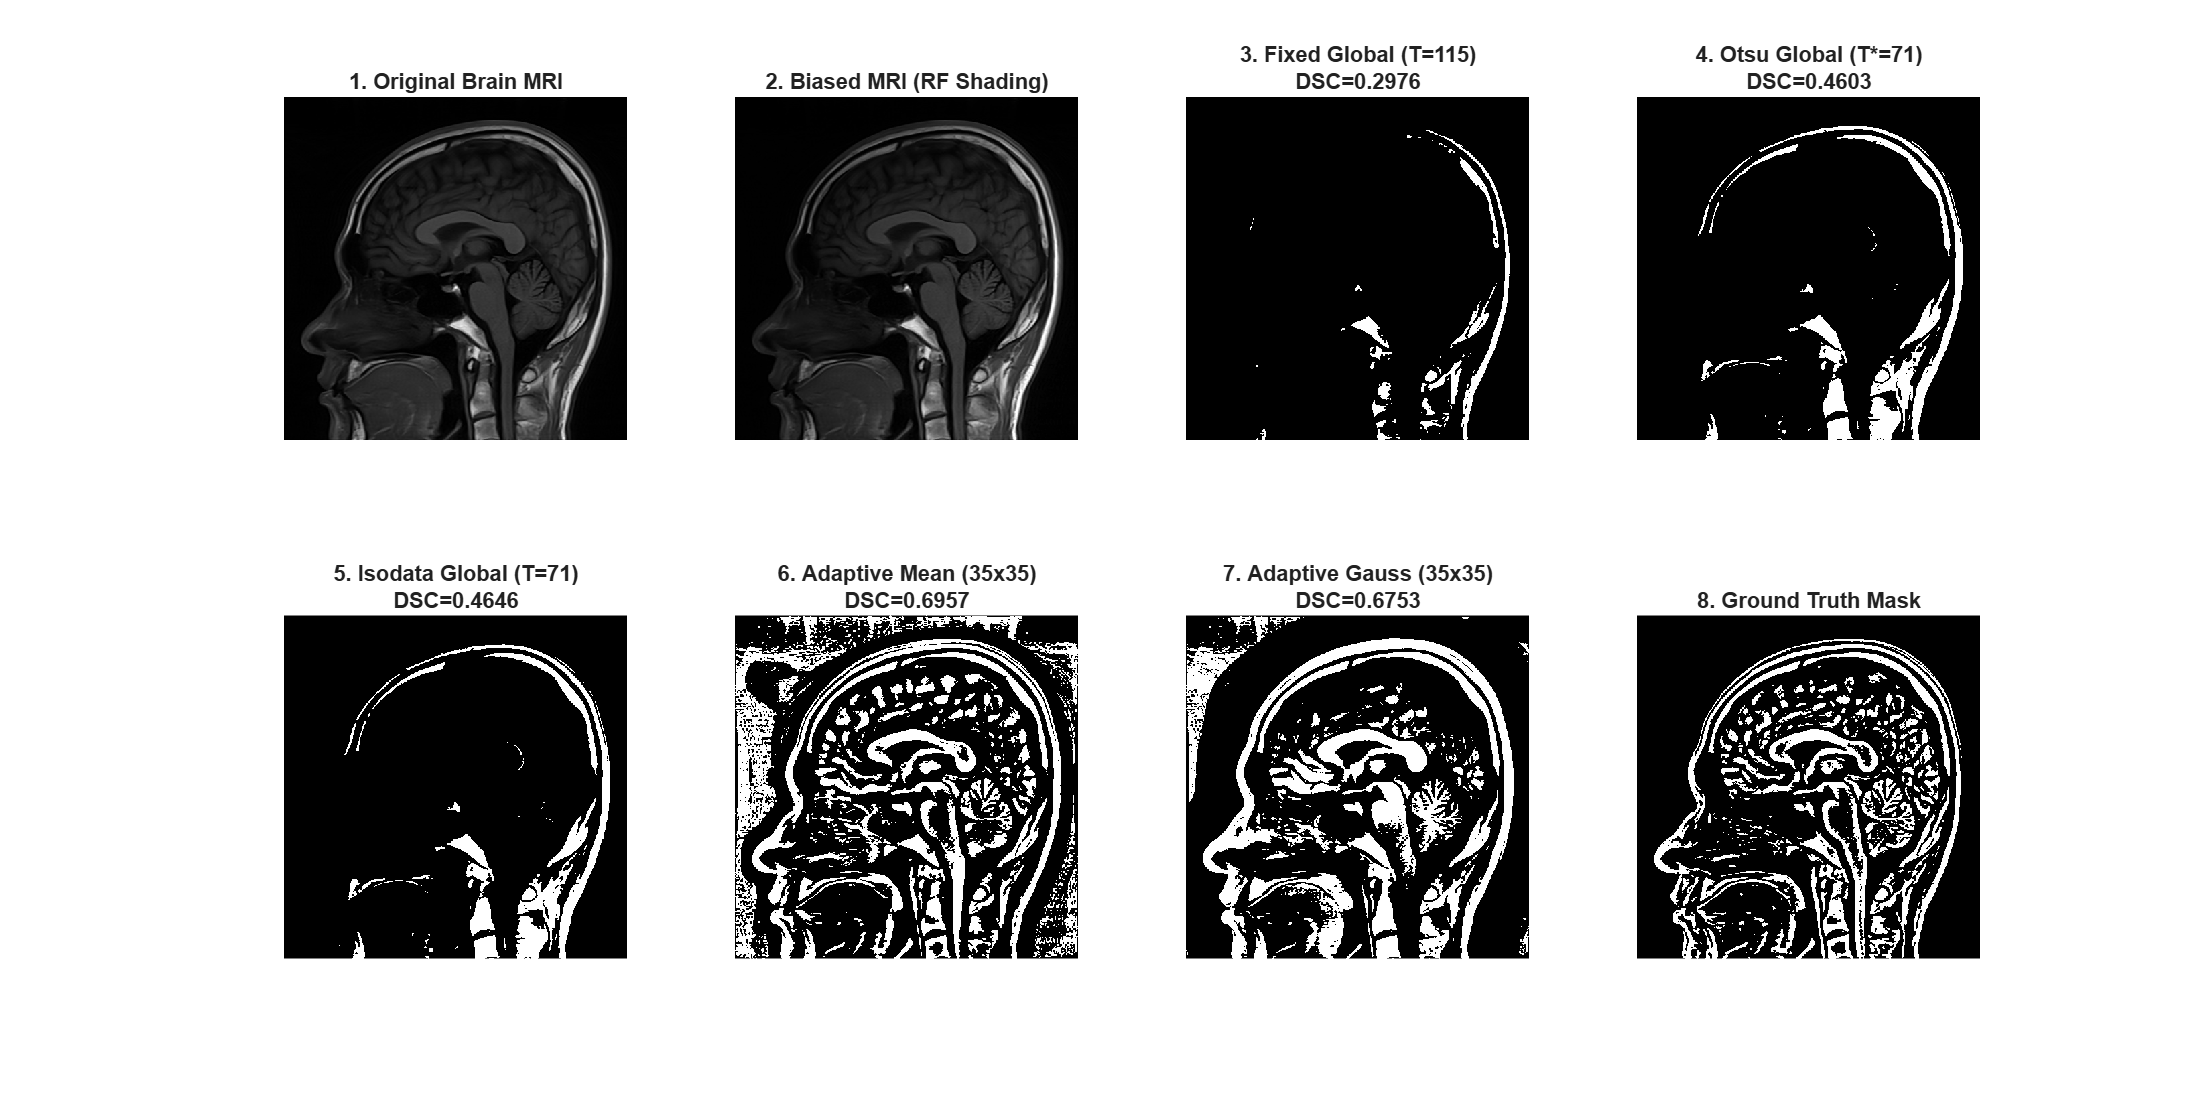 1. Original Brain MRI
2. Biased MRI (RF Shading)
3. Fixed Global (T=115)
DSC=0.2976
4. Otsu Global (T*=71)
DSC=0.4603
5. Isodata Global (T=71)
DSC=0.4646
6. Adaptive Mean (35x35)
DSC=0.6957
7. Adaptive Gauss (35x35)
DSC=0.6753
8. Ground Truth Mask